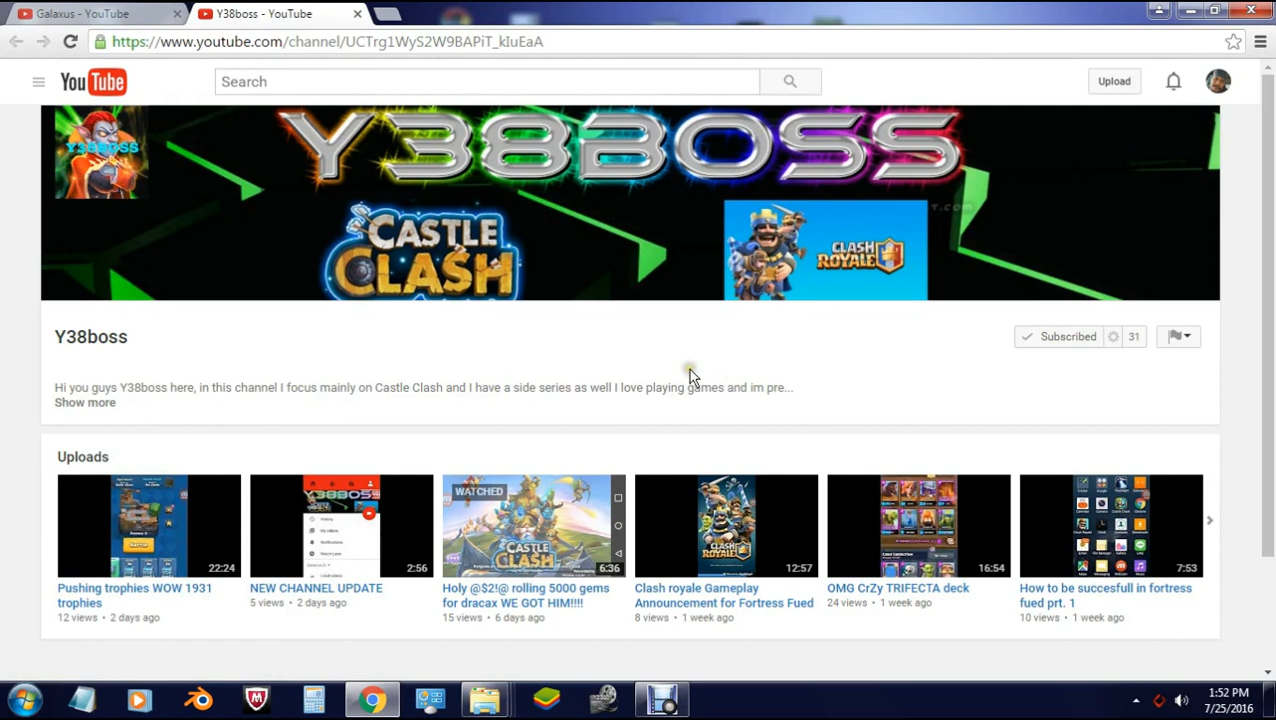 Galaxus - YouTube
Y38boss - YouTube
https://www.youtube.com/channel/UCTrg1WyS2W9BAPiT_kIuEaA
YouTube
Search
Upload
Y38BOSS
Y38BOSS
CASTLE CLASH
CLASH ROYALE
Y38boss
Subscribed 31
Hi you guys Y38boss here, in this channel I focus mainly on Castle Clash and I have a side series as well I love playing games and im pre...
Show more
Uploads
WATCHED
22:24
2:56
6:36
12:57
16:54
7:53
Pushing trophies WOW 1931 trophies
12 views • 2 days ago
NEW CHANNEL UPDATE
5 views • 2 days ago
Holy @$2!@ rolling 5000 gems for dracax WE GOT HIM!!!!
15 views • 6 days ago
Clash royale Gameplay Announcement for Fortress Fued
8 views • 1 week ago
OMG CrZy TRIFECTA deck
24 views • 1 week ago
How to be succesfull in fortress fued prt. 1
10 views • 1 week ago
1:52 PM
7/25/2016